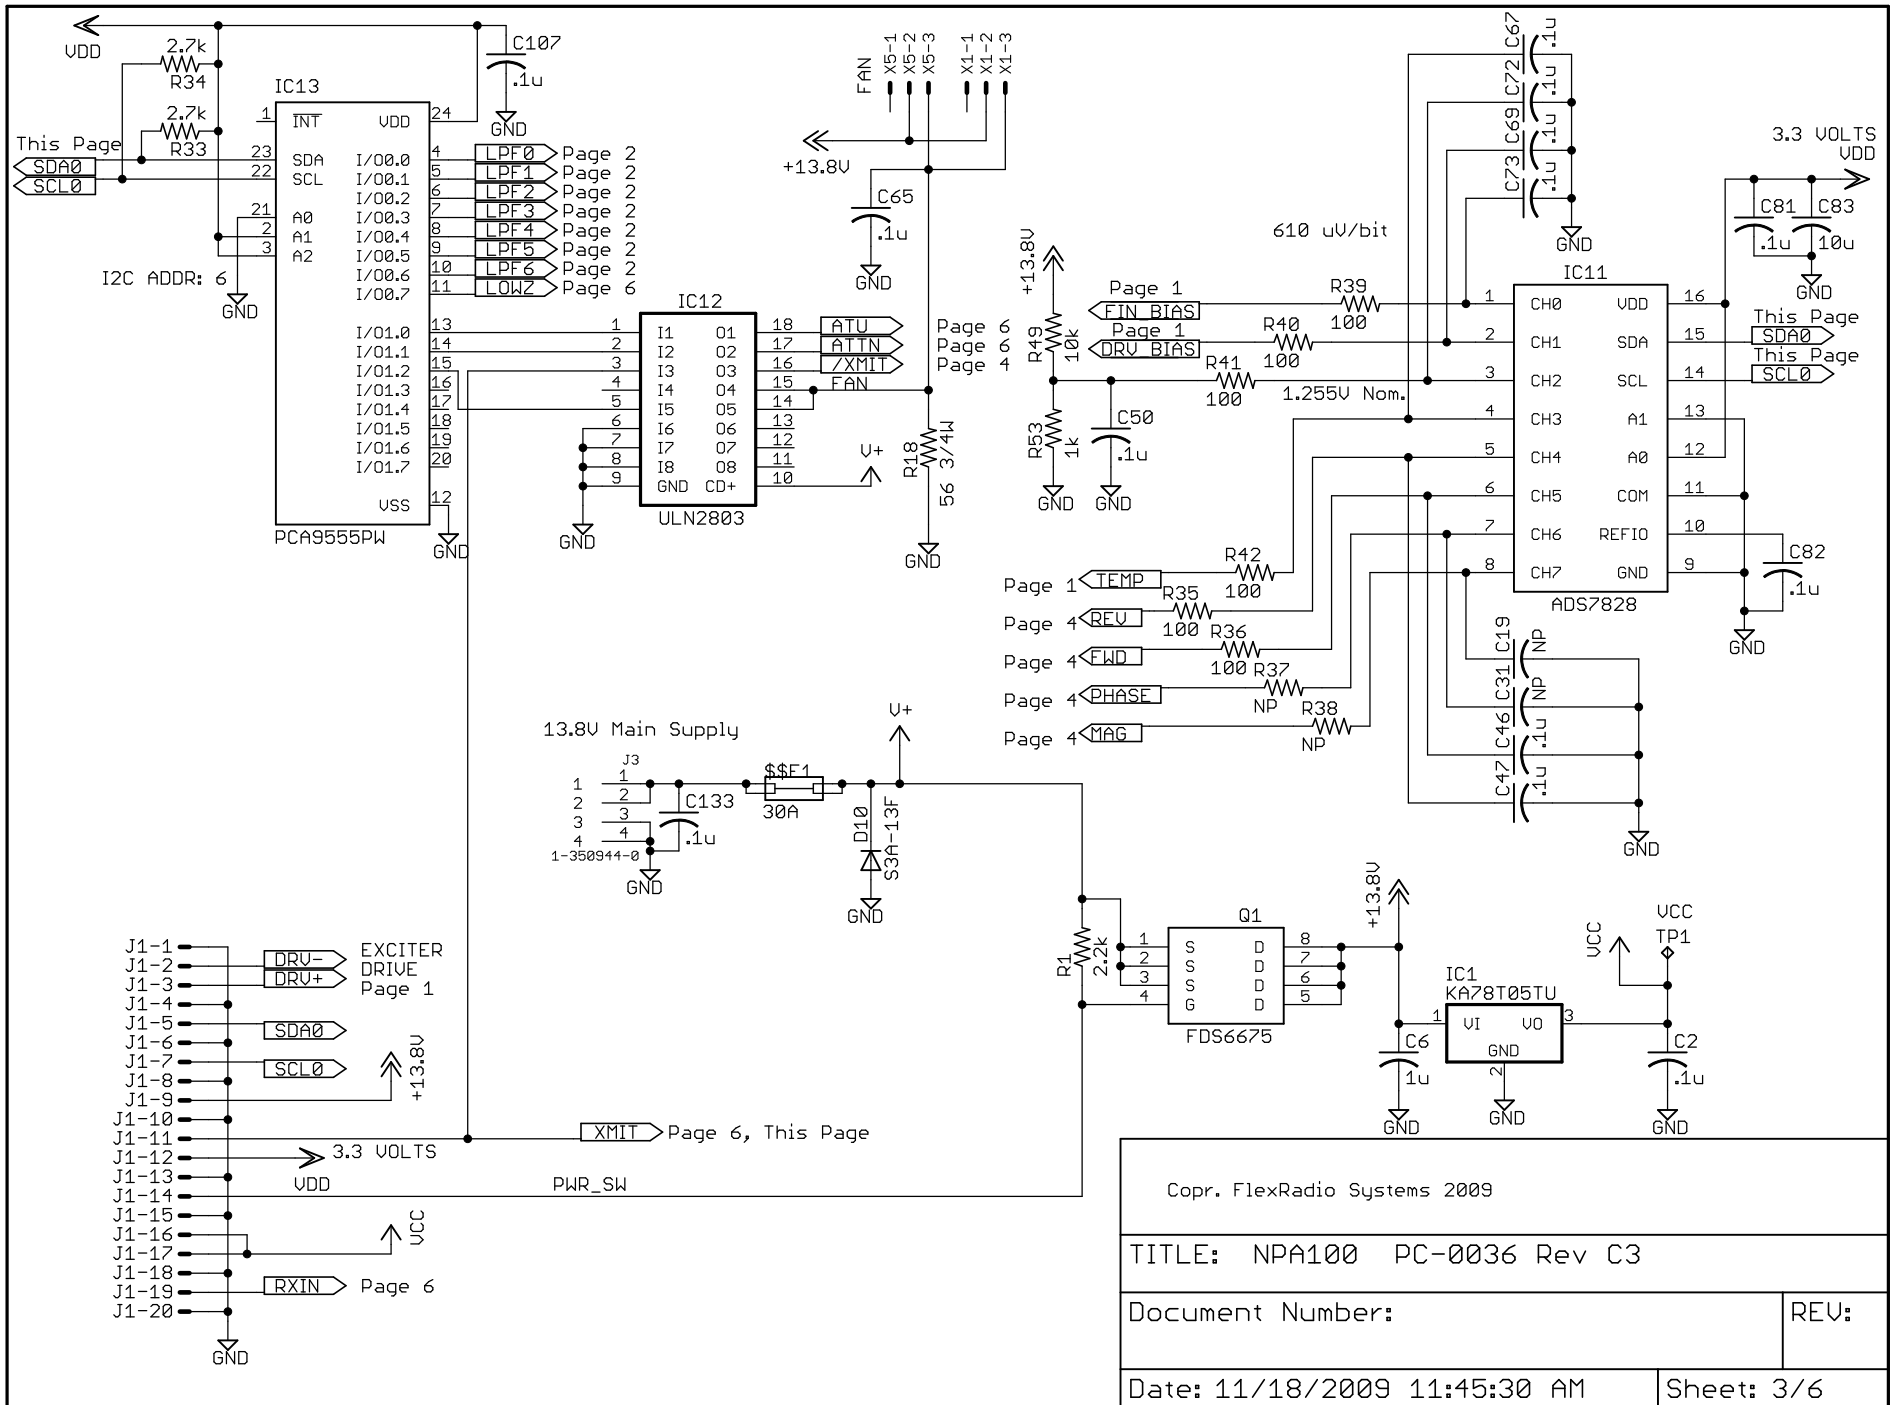 VDD
2.7k
R34
2.7k
R33
C107
.1u
GND
This Page
SDA0
SCL0
IC13
1 INT VDD 24
23 SDA I/O0.0 4
22 SCL I/O0.1 5
I/O0.2 6
21 A0 I/O0.3 7
2 A1 I/O0.4 8
3 A2 I/O0.5 9
I/O0.6 10
I/O0.7 11
I/O1.0 13
I/O1.1 14
I/O1.2 15
I/O1.3 16
I/O1.4 17
I/O1.5 18
I/O1.6 19
I/O1.7 20
VSS 12
PCA9555PW
GND
I2C ADDR: 6
GND
LPF0 Page 2
LPF1 Page 2
LPF2 Page 2
LPF3 Page 2
LPF4 Page 2
LPF5 Page 2
LPF6 Page 2
LOWZ Page 6
IC12
1 I1 O1 18
2 I2 O2 17
3 I3 O3 16
4 I4 O4 15
5 I5 O5 14
6 I6 O6 13
7 I7 O7 12
8 I8 O8 11
9 GND CD+ 10
ULN2803
GND
ATU Page 6
ATTN Page 6
/XMIT Page 4
FAN
V+
R18
56 3/4W
GND
FAN
X5-1
X5-2
X5-3
X1-1
X1-2
X1-3
+13.8V
C65
.1u
GND
+13.8V
R49
10k
R53
1k
GND
C50
.1u
GND
610 uV/bit
Page 1
FIN_BIAS
R39
100
Page 1
DRV_BIAS
R40
100
R41
100
1.255V Nom.
C67
.1u
C72
.1u
C69
.1u
C73
.1u
GND
3.3 VOLTS
VDD
C81
.1u
C83
10u
GND
IC11
1 CH0 VDD 16
2 CH1 SDA 15
3 CH2 SCL 14
4 CH3 A1 13
5 CH4 A0 12
6 CH5 COM 11
7 CH6 REFIO 10
8 CH7 GND 9
ADS7828
This Page
SDA0
This Page
SCL0
C82
.1u
GND
Page 1 TEMP
R42
100
Page 4 REV
R35
100
Page 4 FWD
R36
100
Page 4 PHASE
R37
NP
Page 4 MAG
R38
NP
C19
NP
C31
NP
C46
.1u
C47
.1u
GND
13.8V Main Supply
J3
1 1
2 2
3 3
4 4
1-350944-0
GND
C133
.1u
$$F1
30A
V+
D10
S3A-13F
GND
R1
2.2k
Q1
1 S D 8
2 S D 7
3 S D 6
4 G D 5
FDS6675
+13.8V
C6
1u
GND
IC1
KA78T05TU
1 VI VO 3
GND
2
GND
VCC
VCC
TP1
C2
.1u
GND
J1-1
J1-2
J1-3
J1-4
J1-5
J1-6
J1-7
J1-8
J1-9
J1-10
J1-11
J1-12
J1-13
J1-14
J1-15
J1-16
J1-17
J1-18
J1-19
J1-20
GND
DRV-
DRV+
EXCITER
DRIVE
Page 1
SDA0
SCL0
+13.8V
XMIT Page 6, This Page
3.3 VOLTS
VDD
PWR_SW
VCC
RXIN Page 6
Copr. FlexRadio Systems 2009
TITLE: NPA100 PC-0036 Rev C3
Document Number:
REV:
Date: 11/18/2009 11:45:30 AM
Sheet: 3/6